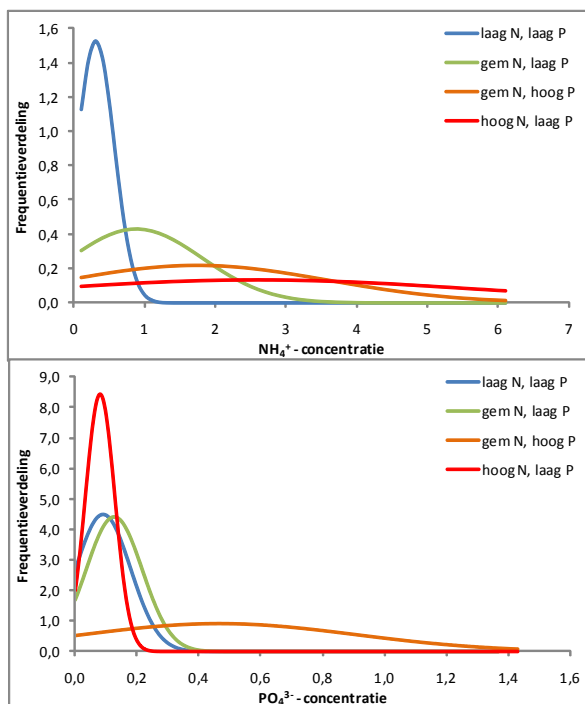 1,6
1,4
1,2
1,0
0,8
0,6
0,4
0,2
0,0
Frequentieverdeling
laag N, laag P
gem N, laag P
gem N, hoog P
hoog N, laag P
0 1 2 3 4 5 6 7
NH₄⁺ - concentratie
9,0
8,0
7,0
6,0
5,0
4,0
3,0
2,0
1,0
0,0
Frequentieverdeling
laag N, laag P
gem N, laag P
gem N, hoog P
hoog N, laag P
0,0 0,2 0,4 0,6 0,8 1,0 1,2 1,4 1,6
PO₄³⁻ - concentratie